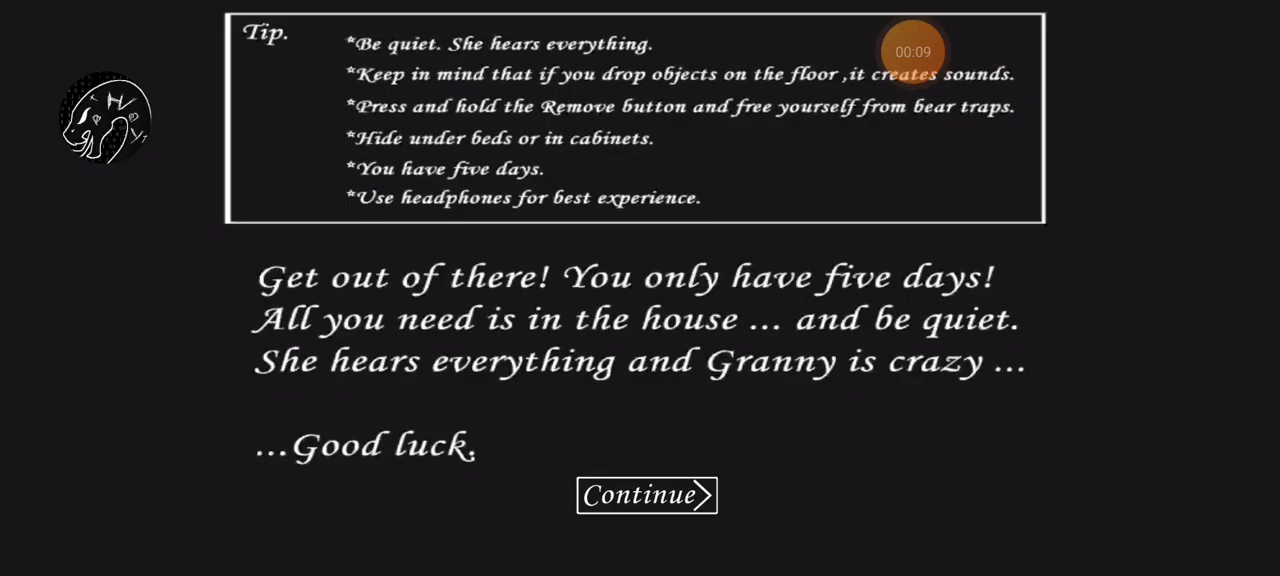 Tip.
*Be quiet. She hears everything.
00:09
*Keep in mind that if you drop objects on the floor ,it creates sounds.
*Press and hold the Remove button and free yourself from bear traps.
*Hide under beds or in cabinets.
*You have five days.
*Use headphones for best experience.
Get out of there! You only have five days!
All you need is in the house ... and be quiet.
She hears everything and Granny is crazy ...
...Good luck.
Continue